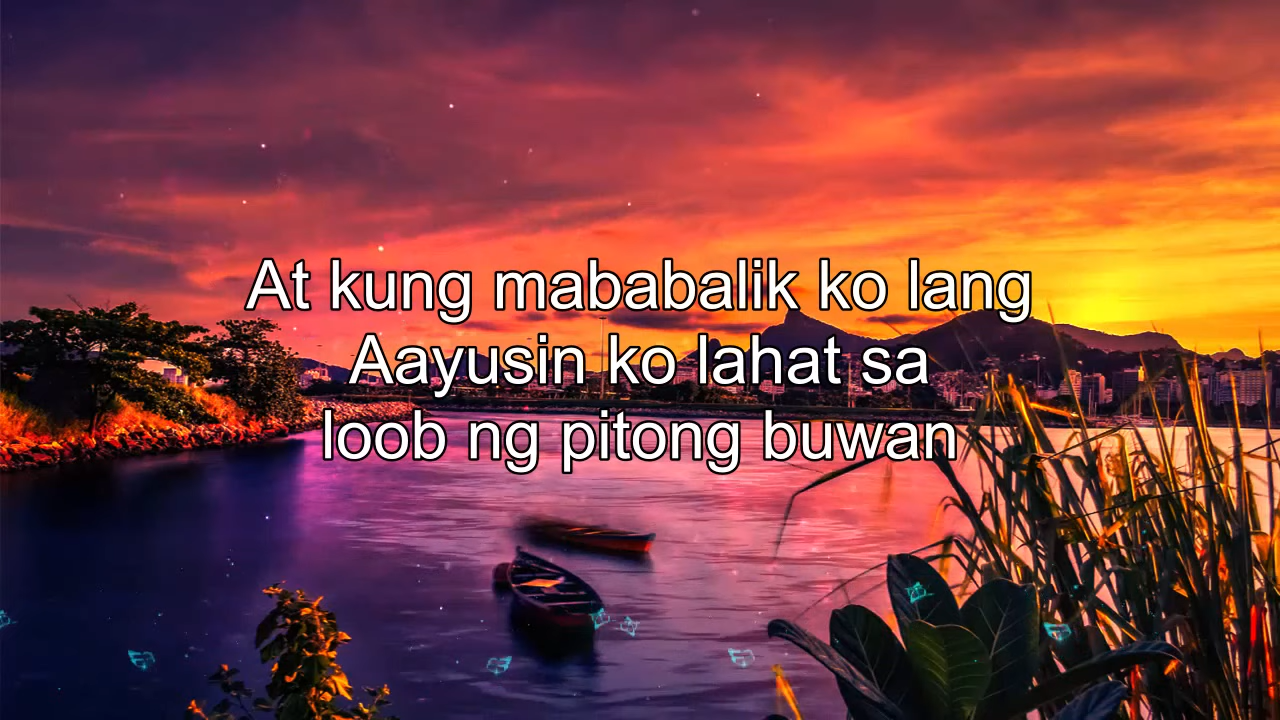 At kung mababalik ko lang
Aayusin ko lahat sa
loob ng pitong buwan